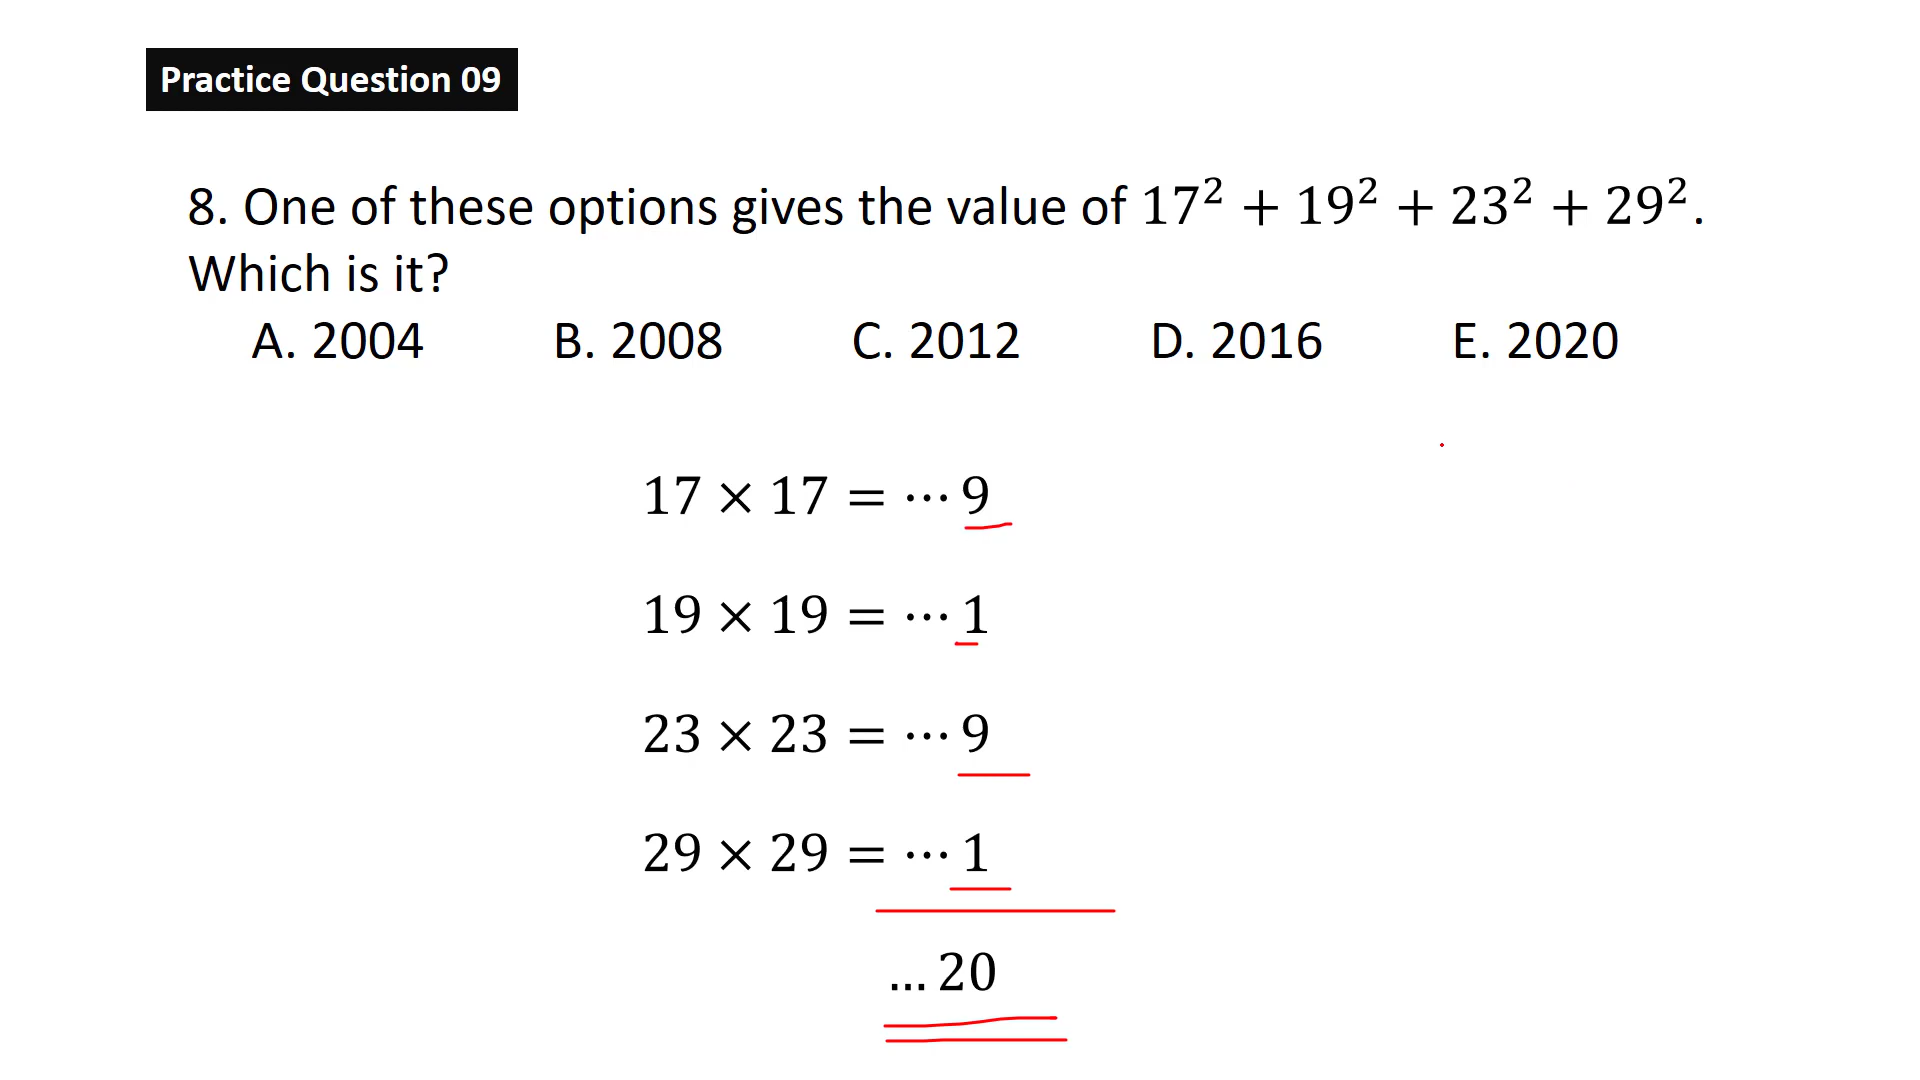 Practice Question 09
8. One of these options gives the value of 17² + 19² + 23² + 29².
Which is it?
A. 2004 B. 2008 C. 2012 D. 2016 E. 2020
17 × 17 = ⋯ 9
19 × 19 = ⋯ 1
23 × 23 = ⋯ 9
29 × 29 = ⋯ 1
… 20